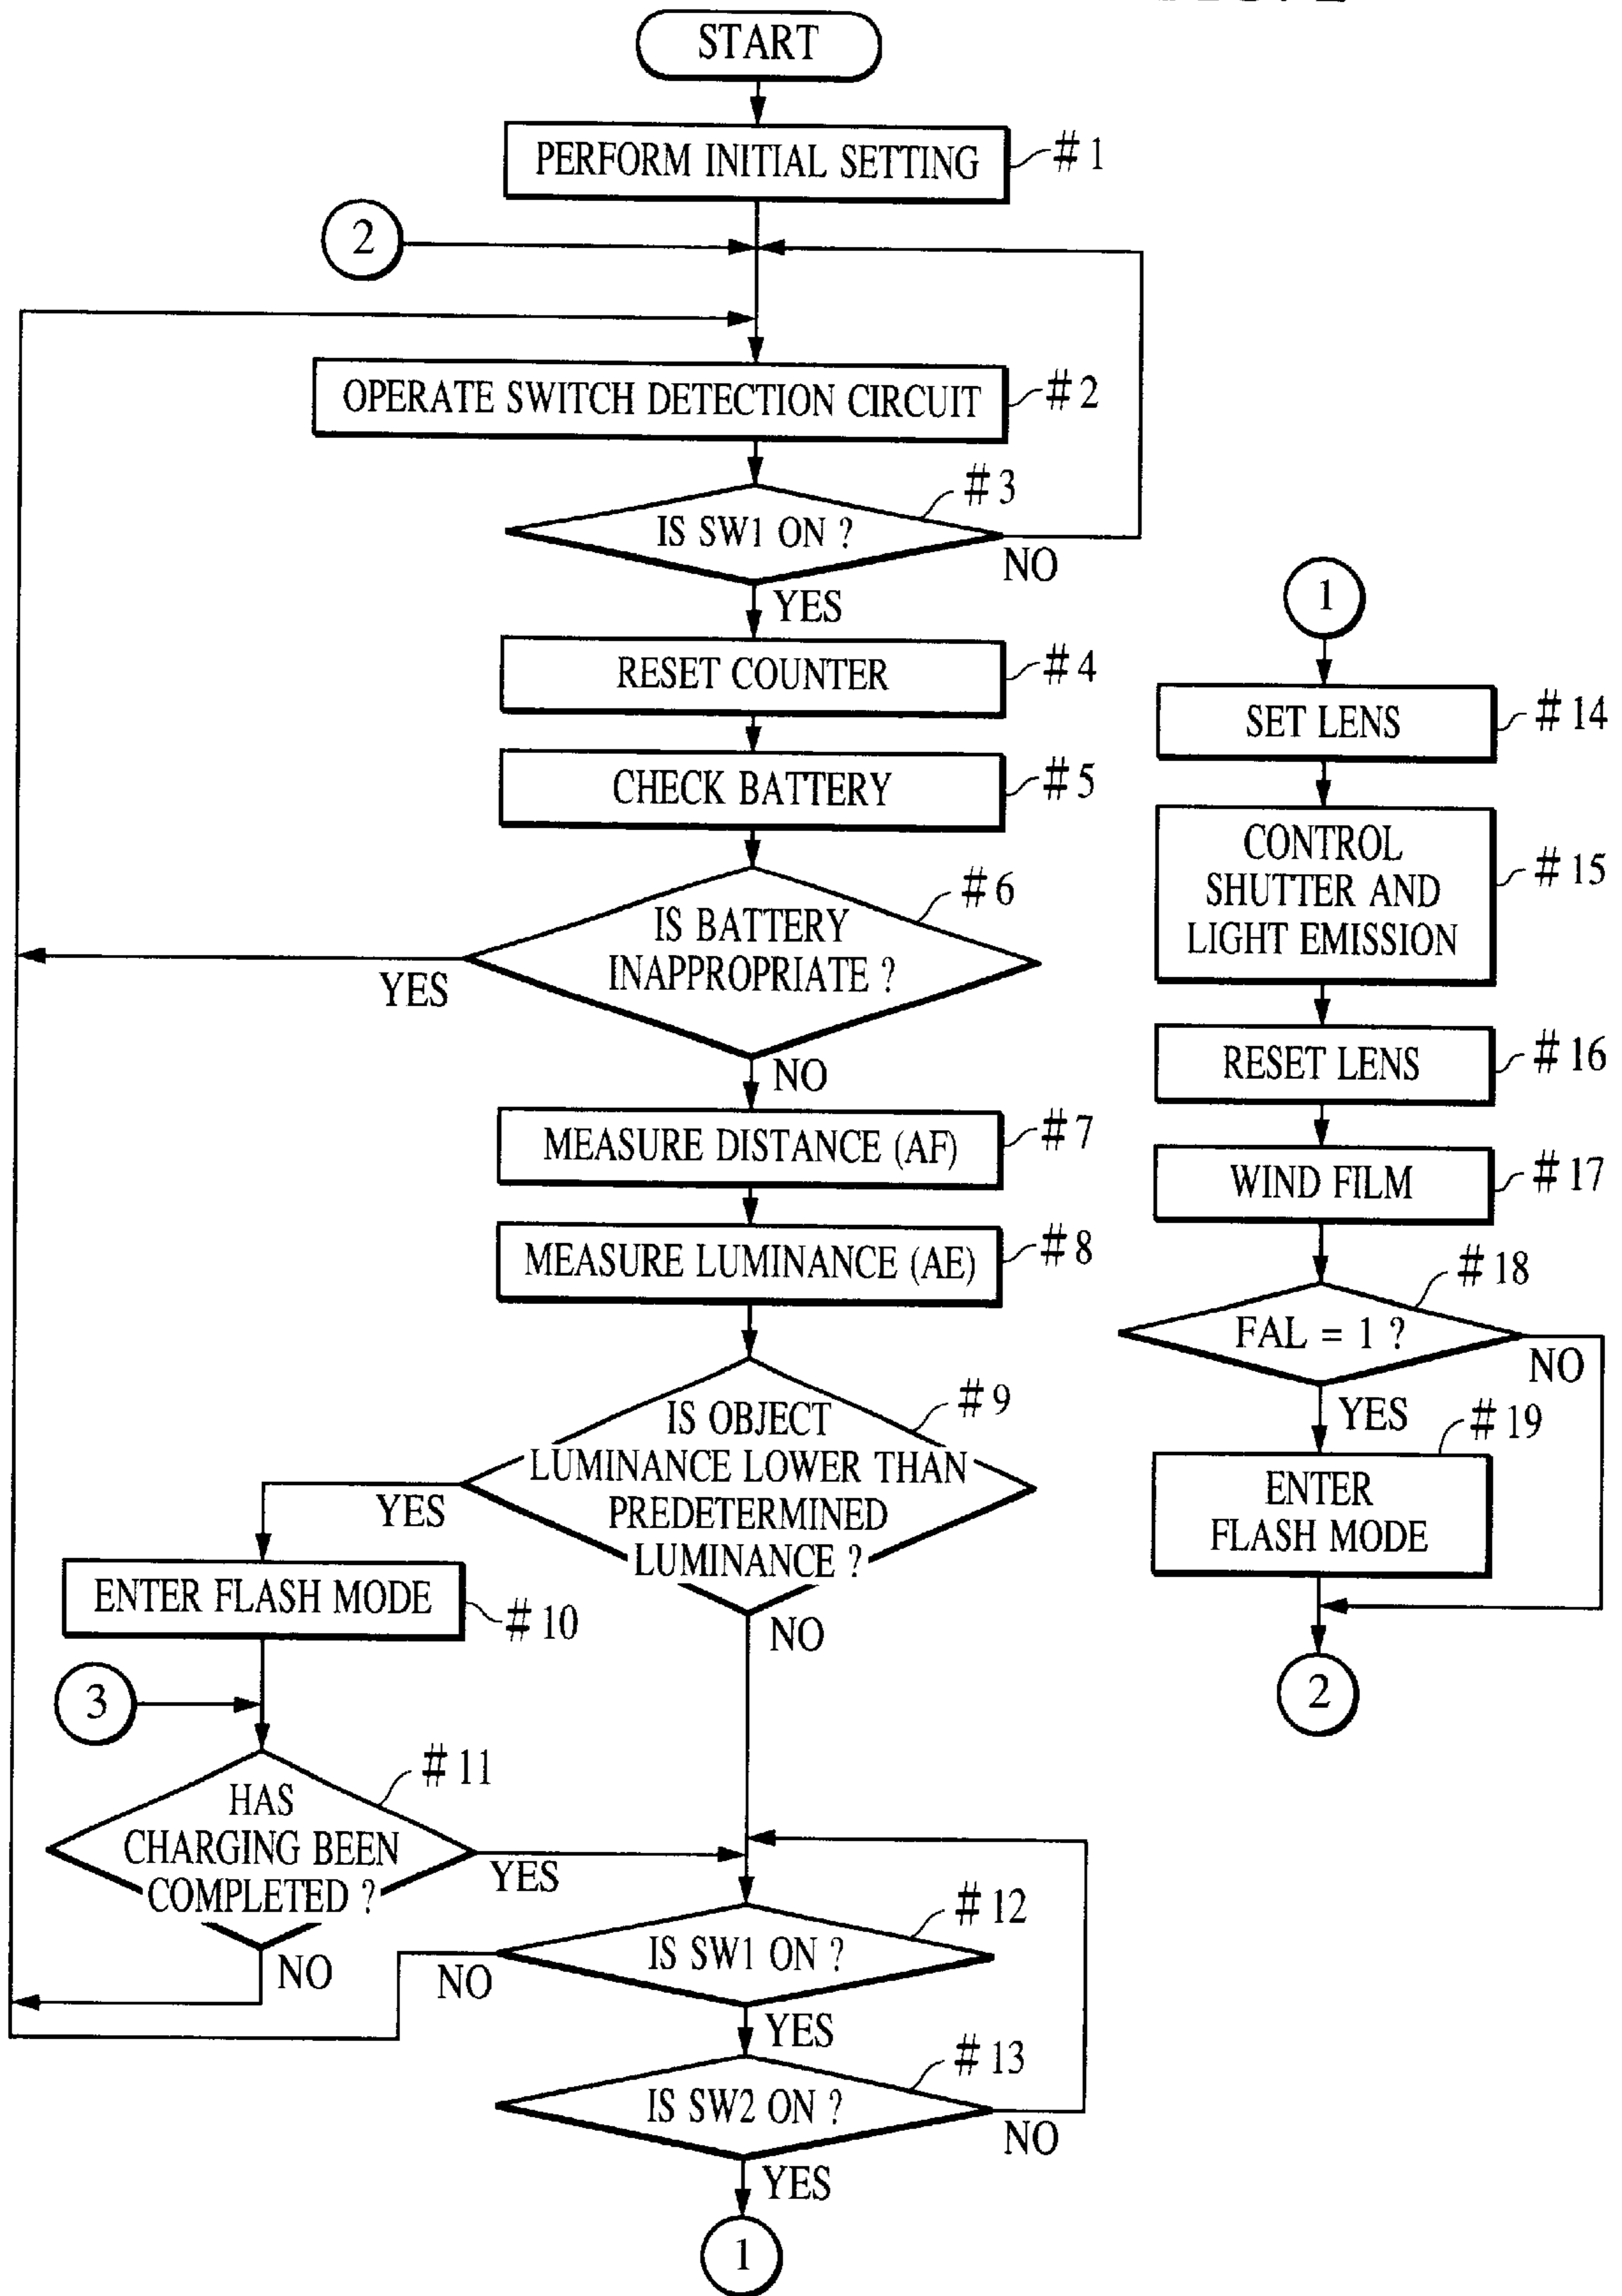 START
PERFORM INITIAL SETTING
#1
2
OPERATE SWITCH DETECTION CIRCUIT
#2
#3
IS SW1 ON ?
NO
YES
RESET COUNTER
#4
CHECK BATTERY
#5
#6
IS BATTERY
INAPPROPRIATE ?
YES
NO
MEASURE DISTANCE (AF)
#7
MEASURE LUMINANCE (AE)
#8
#9
IS OBJECT
LUMINANCE LOWER THAN
PREDETERMINED
LUMINANCE ?
YES
NO
ENTER FLASH MODE
#10
3
#11
HAS
CHARGING BEEN
COMPLETED ?
YES
NO
#12
IS SW1 ON ?
NO
YES
#13
IS SW2 ON ?
NO
YES
1
1
SET LENS
#14
CONTROL
SHUTTER AND
LIGHT EMISSION
#15
RESET LENS
#16
WIND FILM
#17
#18
FAL = 1 ?
NO
YES
#19
ENTER
FLASH MODE
2